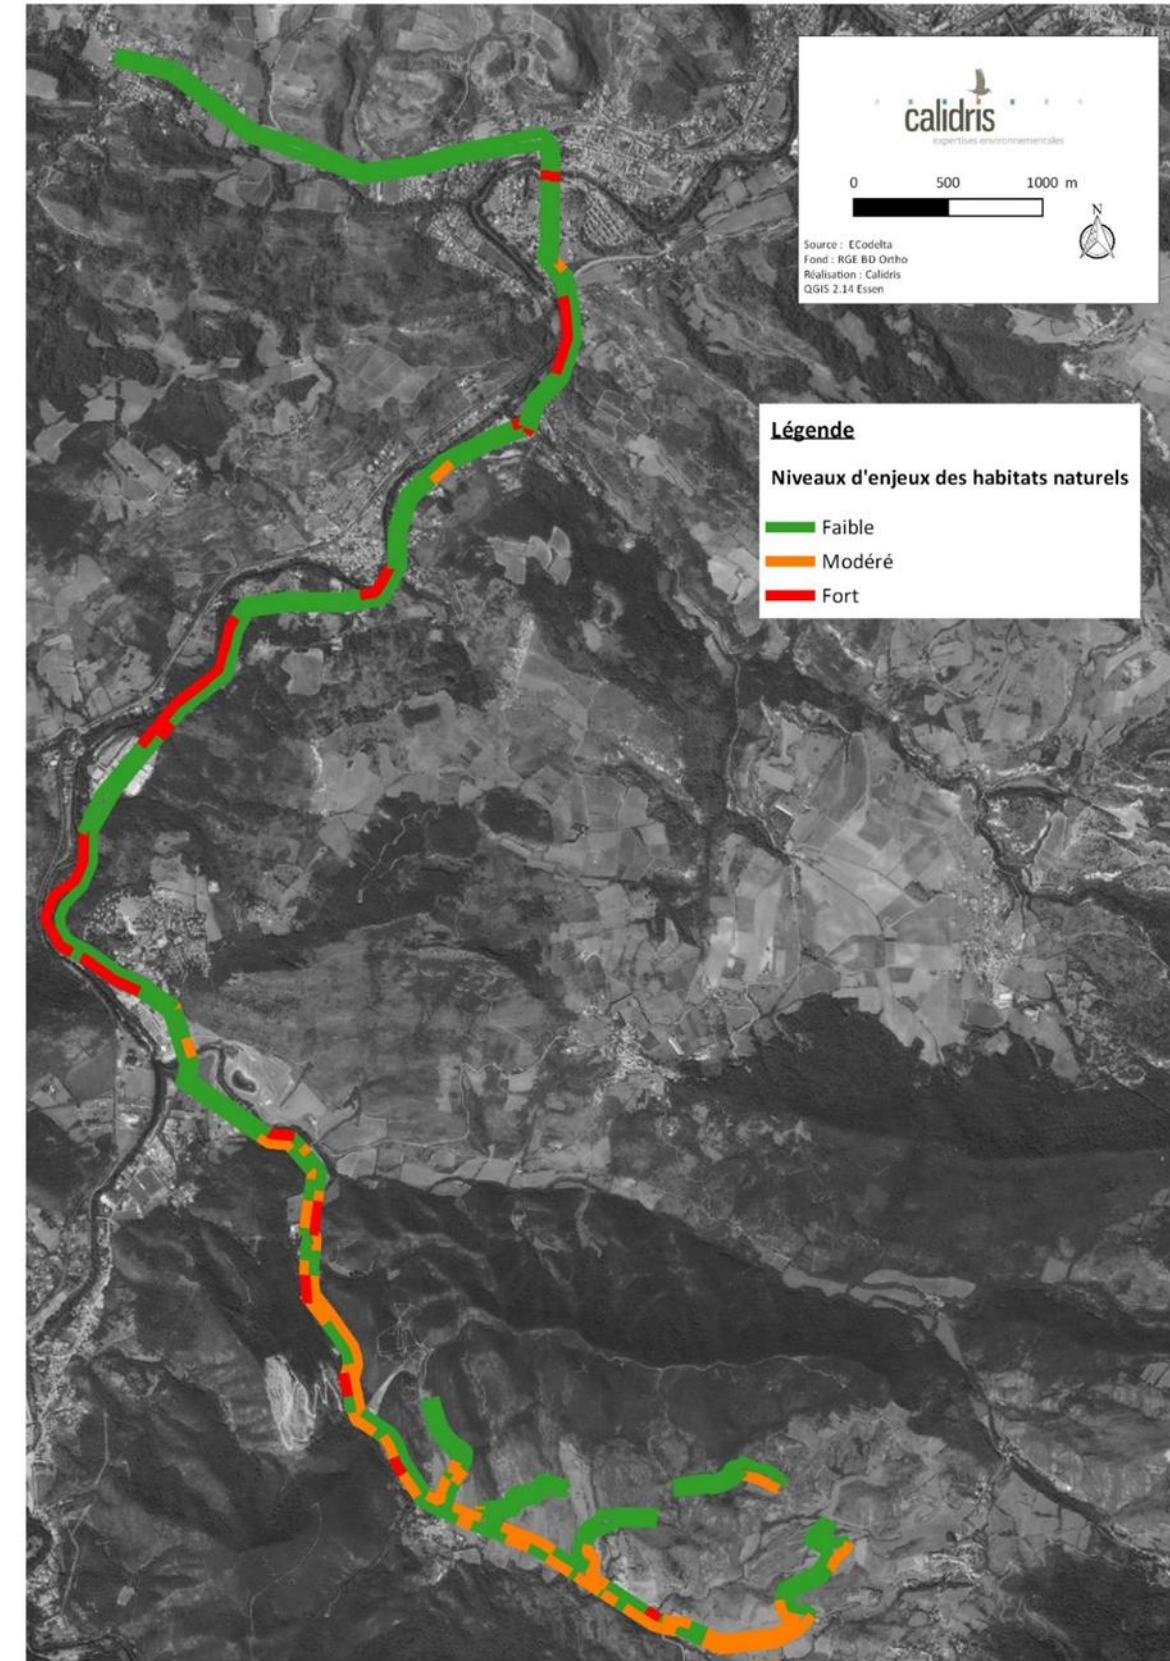 calidris
expertises environnementales
0 500 1000 m
N
Source : ECodelta
Fond : RGE BD Ortho
Réalisation : Calidris
QGIS 2.14 Essen
Légende
Niveaux d'enjeux des habitats naturels
Faible
Modéré
Fort